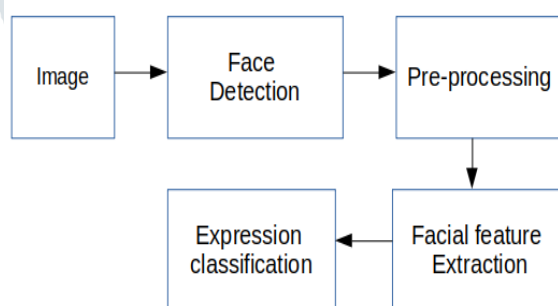 Image
Face
Detection
Pre-processing
Facial feature
Extraction
Expression
classification